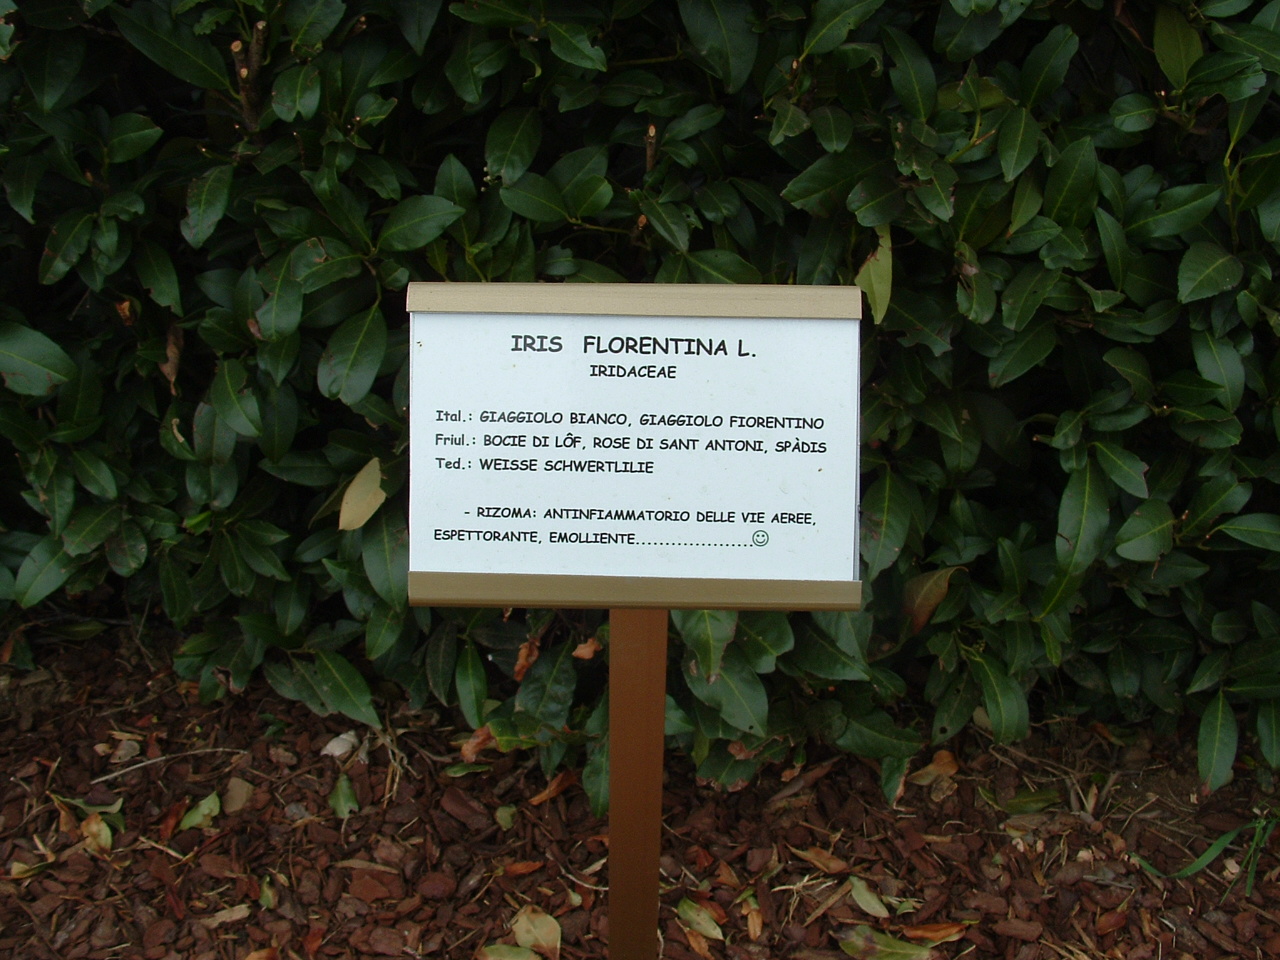 IRIS FLORENTINA L.
IRIDACEAE
Ital.: GIAGGIOLO BIANCO, GIAGGIOLO FIORENTINO
Friul.: BOCIE DI LÔF, ROSE DI SANT ANTONI, SPÀDIS
Ted.: WEISSE SCHWERTLILIE
- RIZOMA: ANTINFIAMMATORIO DELLE VIE AEREE,
ESPETTORANTE, EMOLLIENTE....................☺